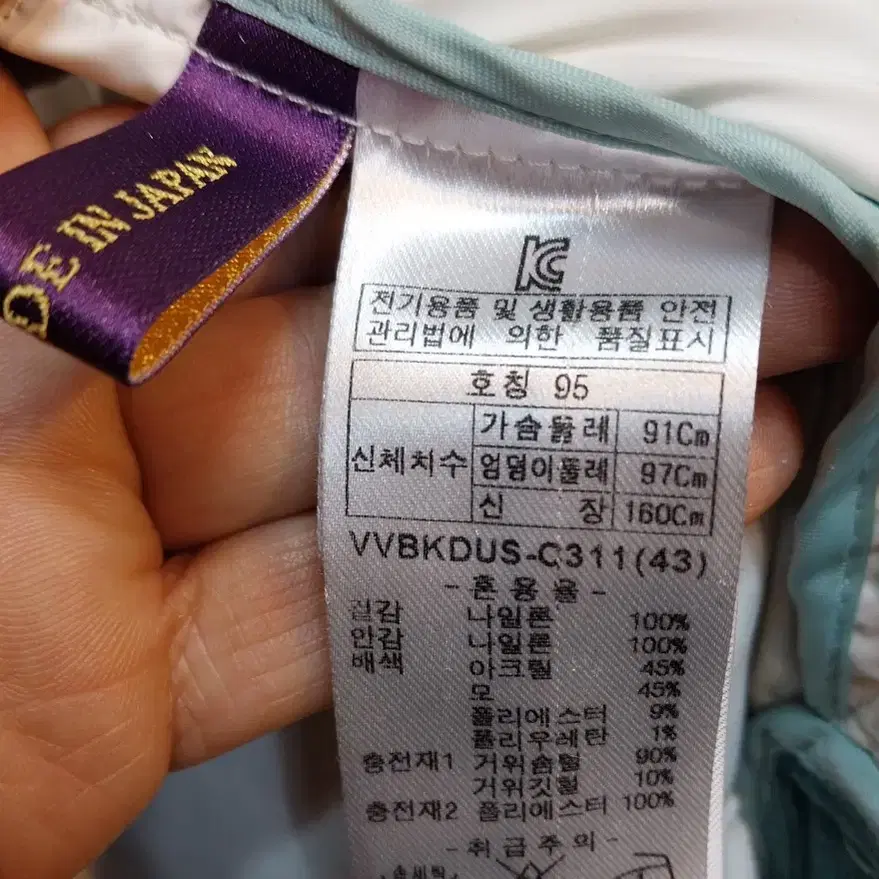 DE IN JAPAN
KC
전기용품 및 생활용품 안전
관리법에 의한 품질표시
호칭 95
신체치수 가슴둘레 91Cm
엉덩이둘레 97Cm
신 장 160Cm
VVBKDUS-C311(43)
- 혼 용 율 -
겉감 나일론 100%
안감 나일론 100%
배색 아크릴 45%
모 45%
폴리에스터 9%
폴리우레탄 1%
충전재1 거위솜털 90%
거위깃털 10%
충전재2 폴리에스터 100%
- 취 급 주 의 -
손세탁